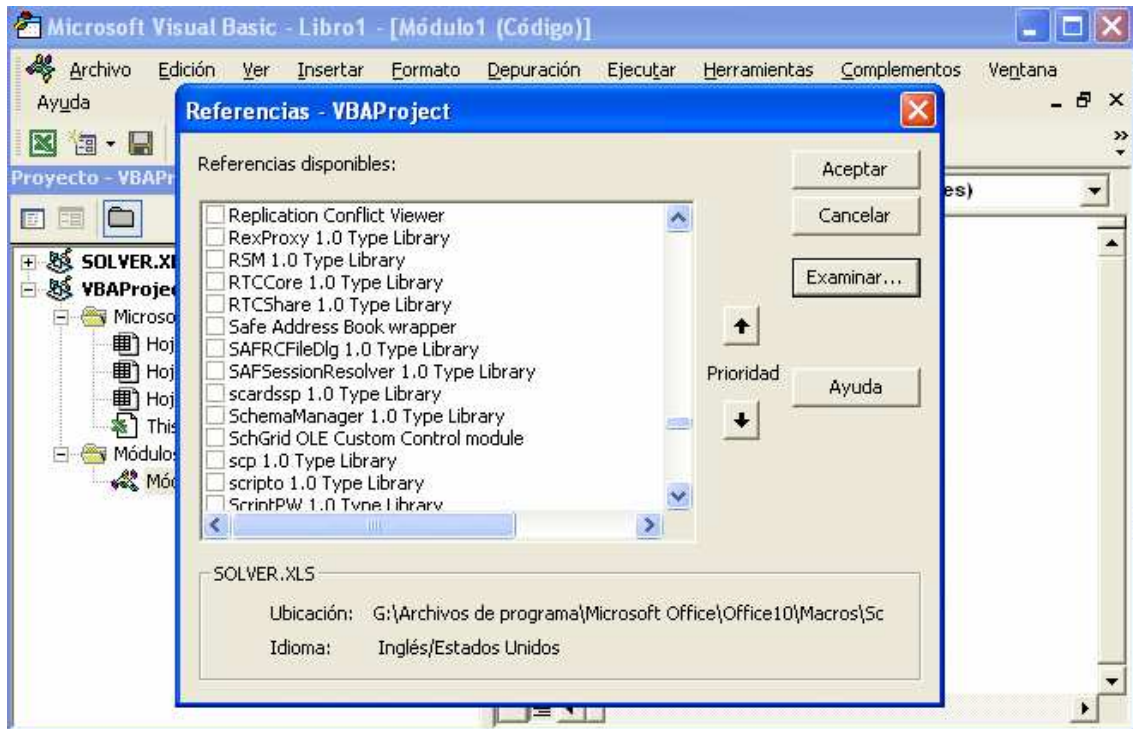 Microsoft Visual Basic - Libro1 - [Módulo1 (Código)]
Archivo Edición Ver Insertar Formato Depuración Ejecutar Herramientas Complementos Ventana
Ayuda
Referencias - VBAProject
Proyecto - VBAPr
es)
SOLVER.XL
VBAProje
Microso
Hoj
Hoj
Hoj
This
Módulo
Mód
Referencias disponibles:
Replication Conflict Viewer
RexProxy 1.0 Type Library
RSM 1.0 Type Library
RTCCore 1.0 Type Library
RTCShare 1.0 Type Library
Safe Address Book wrapper
SAFRCFileDlg 1.0 Type Library
SAFSessionResolver 1.0 Type Library
scardssp 1.0 Type Library
SchemaManager 1.0 Type Library
SchGrid OLE Custom Control module
scp 1.0 Type Library
scripto 1.0 Type Library
ScriptPW 1.0 Type Library
Aceptar
Cancelar
Examinar...
Prioridad
Ayuda
SOLVER.XLS
Ubicación: G:\Archivos de programa\Microsoft Office\Office10\Macros\Sc
Idioma: Inglés/Estados Unidos